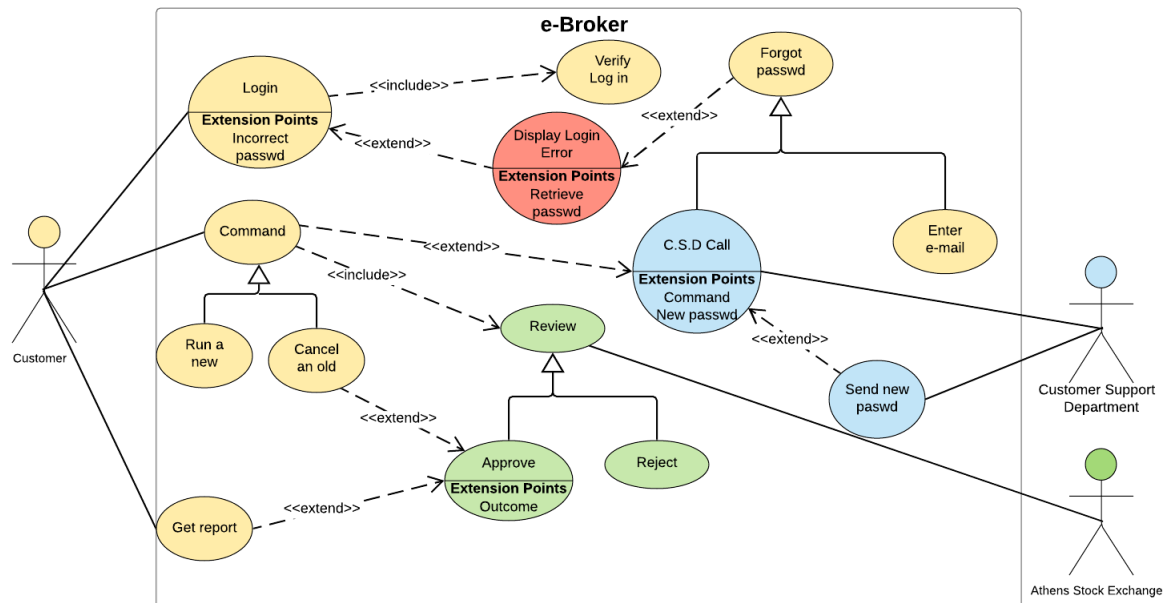 e-Broker
Login
Extension Points
Incorrect
passwd
<<include>>
Verify
Log in
Forgot
passwd
<<extend>>
<<extend>>
Display Login
Error
Extension Points
Retrieve
passwd
Command
<<extend>>
<<include>>
C.S.D Call
Extension Points
Command
New passwd
Enter
e-mail
Customer
Run a
new
Cancel
an old
Review
<<extend>>
Send new
paswd
Customer Support
Department
<<extend>>
Approve
Extension Points
Outcome
Reject
Get report
<<extend>>
Athens Stock Exchange